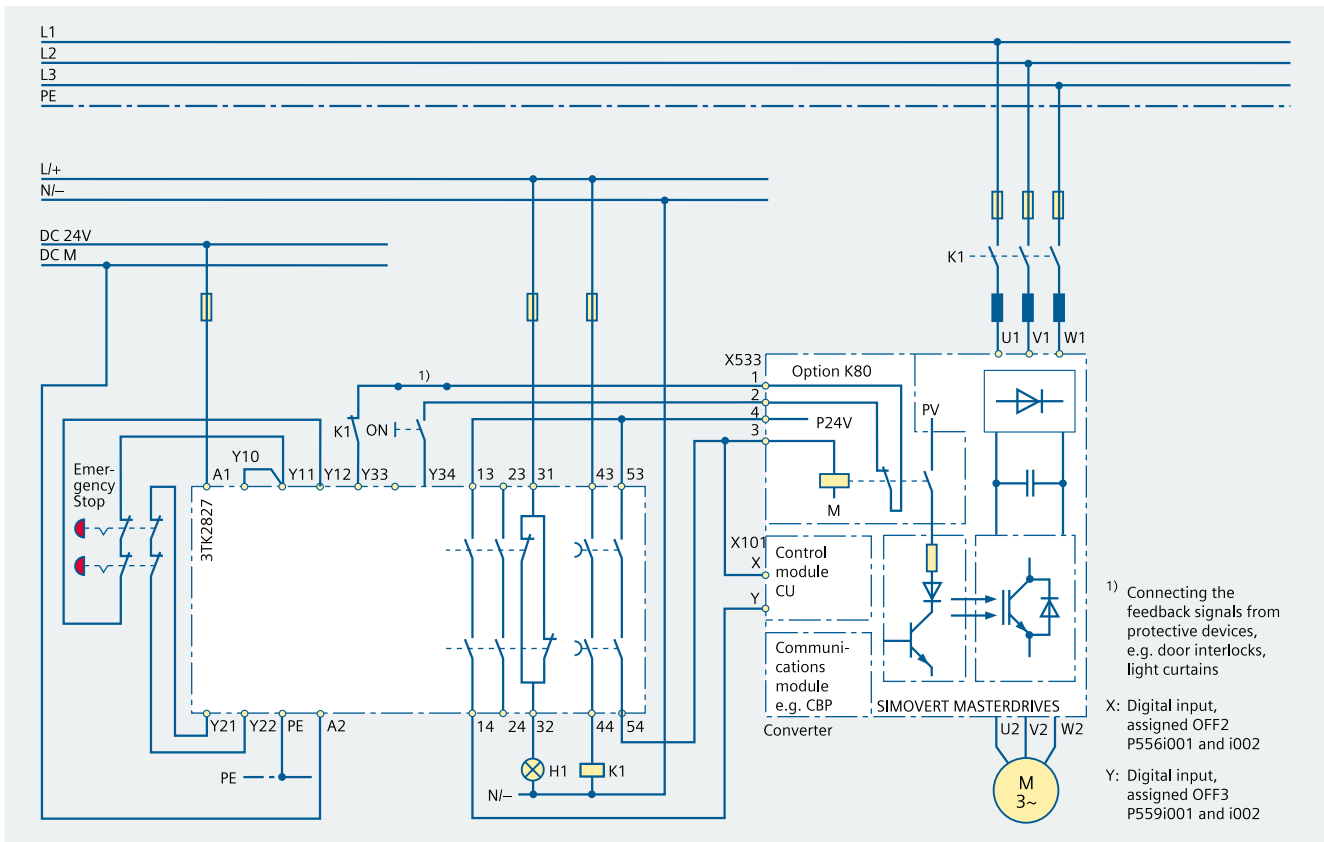 L1
L2
L3
PE
L/+
N/–
DC 24V
DC M
K1
U1 V1 W1
X533
Option K80
1
2
4
3
P24V
PV
M
1)
K1 ON
Emer-
gency
Stop
Y10
A1 Y11 Y12 Y33 Y34 13 23 31 43 53
3TK2827
X101
X
Y
Control
module
CU
Communi-
cations
module
e.g. CBP
SIMOVERT MASTERDRIVES
Converter
Y21 Y22 PE A2 14 24 32 44 54
U2 V2 W2
PE
H1
K1
N/–
M
3~
1) Connecting the
feedback signals from
protective devices,
e.g. door interlocks,
light curtains
X: Digital input,
assigned OFF2
P556i001 and i002
Y: Digital input,
assigned OFF3
P559i001 and i002